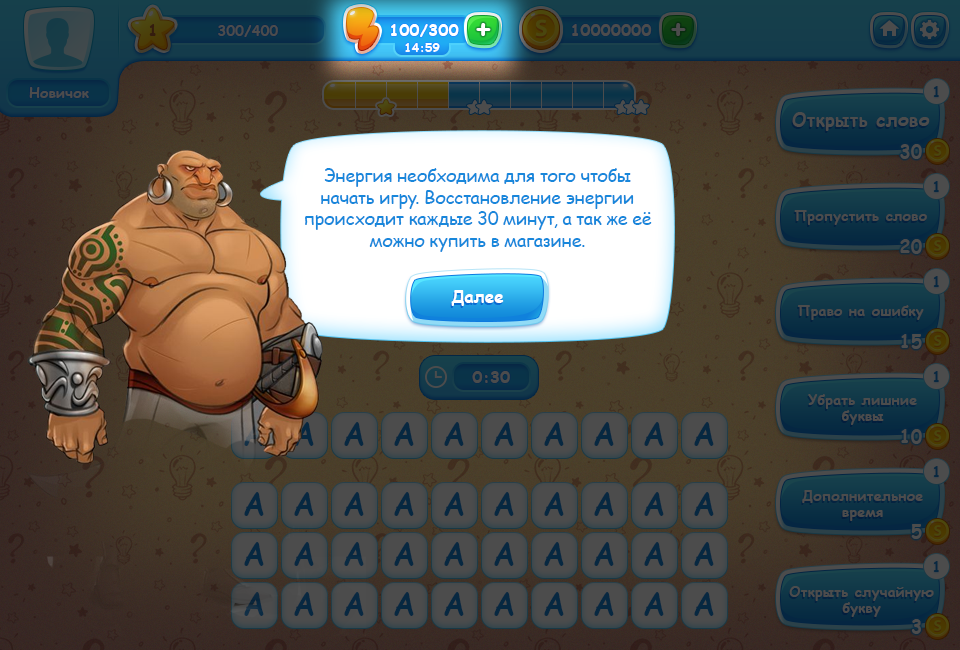 1
300/400
100/300
14:59
S
10000000
Новичок
Энергия необходима для того чтобы
начать игру. Восстановление энергии
происходит каждые 30 минут, а так же её
можно купить в магазине.
Далее
0:30
1
Открыть слово
30 S
1
Пропустить слово
20 S
1
Право на ошибку
15 S
1
Убрать лишние
буквы
10 S
1
Дополнительное
время
5 S
1
Открыть случайную
букву
3 S
А А А А А А А А А
А А А А А А А А А А
А А А А А А А А А А
А А А А А А А А А А